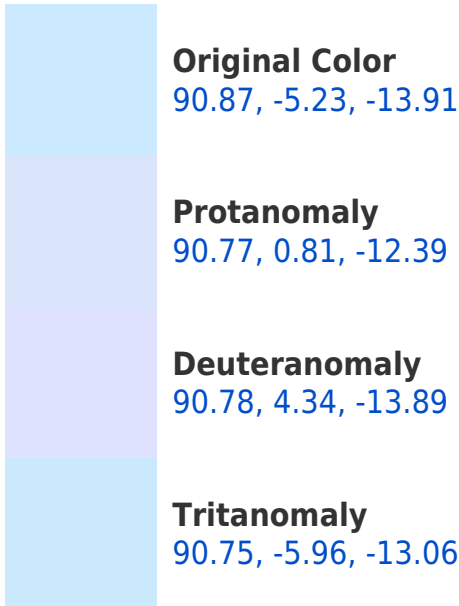 Original Color
90.87, -5.23, -13.91
Protanomaly
90.77, 0.81, -12.39
Deuteranomaly
90.78, 4.34, -13.89
Tritanomaly
90.75, -5.96, -13.06